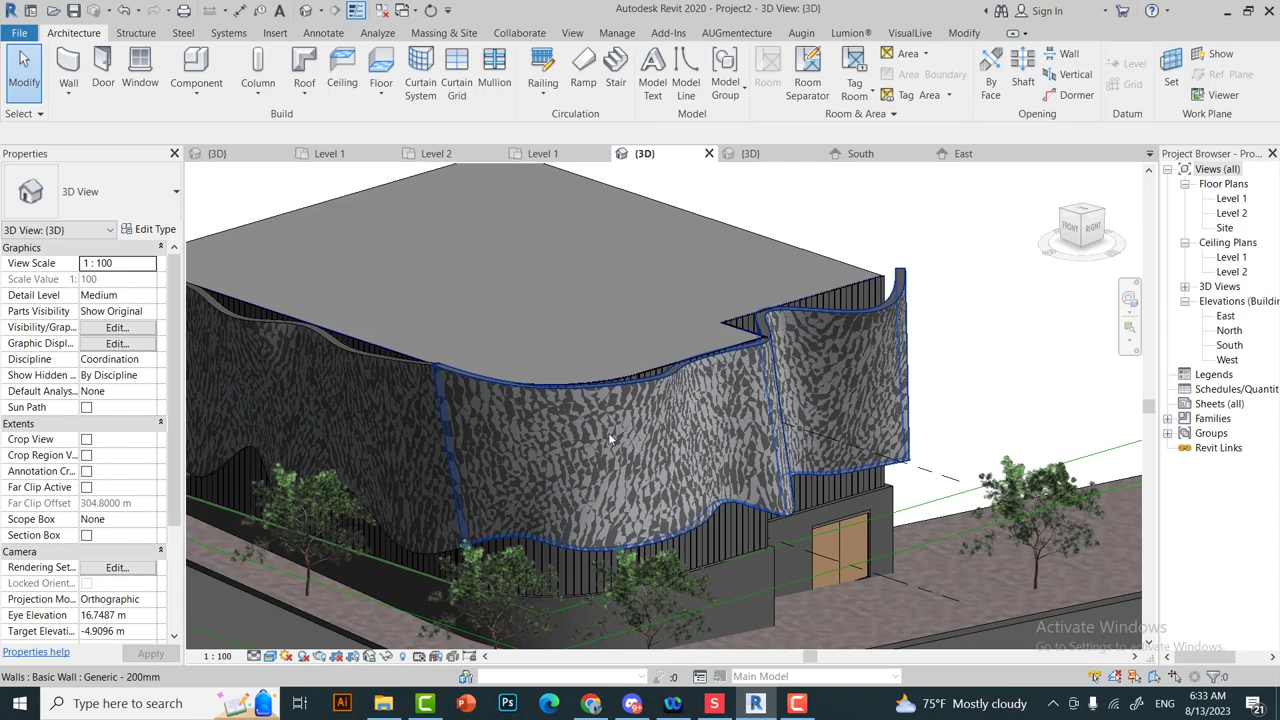 Autodesk Revit 2020 - Project2 - 3D View: {3D}
Sign In
File Architecture Structure Steel Systems Insert Annotate Analyze Massing & Site Collaborate View Manage Add-Ins AUGmentecture Augin Lumion® VisualLive Modify
Modify Wall Door Window Component Column Roof Ceiling Floor Curtain System Curtain Grid Mullion Railing Ramp Stair Model Text Model Line Model Group Room Room Separator Tag Room Area Area Boundary Tag Area By Face Shaft Wall Vertical Dormer Level Grid Set Show Ref Plane Viewer
Select Build Circulation Model Room & Area Opening Datum Work Plane
Properties
{3D} Level 1 Level 2 Level 1 {3D} {3D} South East
Project Browser - Pro...
3D View
3D View: {3D} Edit Type
Graphics
View Scale 1 : 100
Scale Value 1: 100
Detail Level Medium
Parts Visibility Show Original
Visibility/Grap... Edit...
Graphic Displ... Edit...
Discipline Coordination
Show Hidden ... By Discipline
Default Analys... None
Sun Path
Extents
Crop View
Crop Region V...
Annotation Cr...
Far Clip Active
Far Clip Offset 304.8000 m
Scope Box None
Section Box
Camera
Rendering Set... Edit...
Locked Orient...
Projection Mo... Orthographic
Eye Elevation 16.7487 m
Target Elevati... -4.9096 m
Properties help Apply
FRONT RIGHT
Views (all)
Floor Plans
Level 1
Level 2
Site
Ceiling Plans
Level 1
Level 2
3D Views
Elevations (Buildin
East
North
South
West
Legends
Schedules/Quantit
Sheets (all)
Families
Groups
Revit Links
Activate Windows
Go to Settings to activate Windows.
1 : 100
Walls : Basic Wall : Generic - 200mm
:0 Main Model :0
Type here to search
75°F Mostly cloudy
6:33 AM
8/13/2023
21